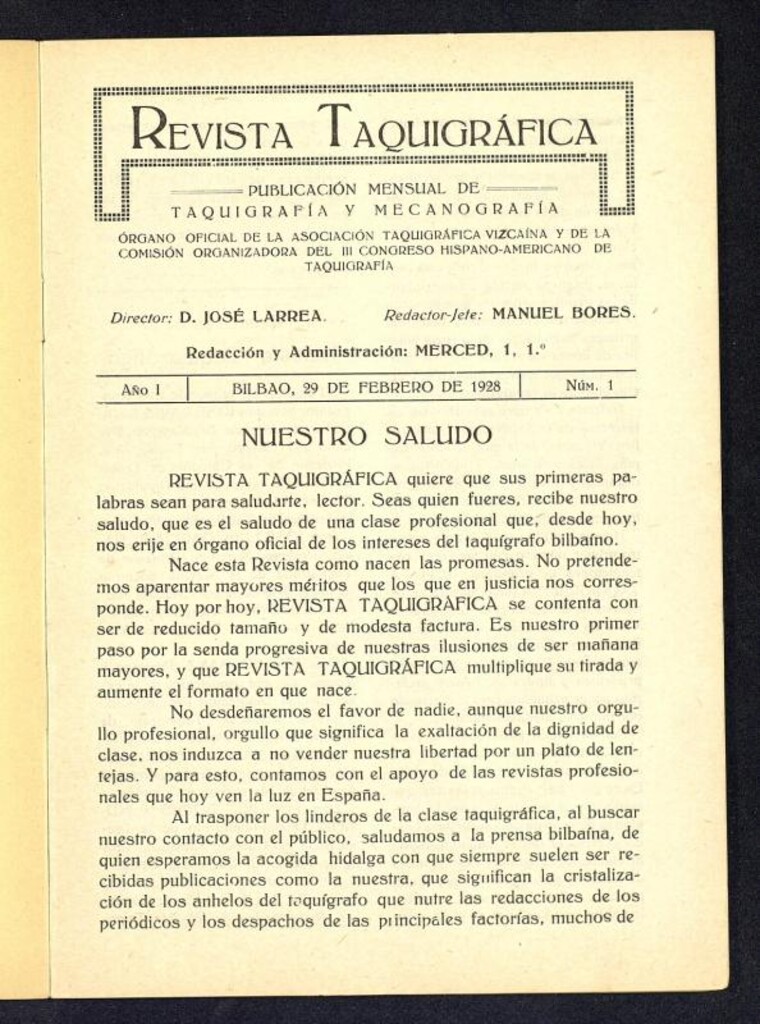 REVISTA TAQUIGRÁFICA
PUBLICACIÓN MENSUAL DE
TAQUIGRAFÍA Y MECANOGRAFÍA
ÓRGANO OFICIAL DE LA ASOCIACIÓN TAQUIGRÁFICA VIZCAÍNA Y DE LA
COMISIÓN ORGANIZADORA DEL III CONGRESO HISPANO-AMERICANO DE
TAQUIGRAFÍA
Director: D. JOSÉ LARREA. Redactor-Jefe: MANUEL BORES.
Redacción y Administración: MERCED, 1, 1.º
Año I BILBAO, 29 DE FEBRERO DE 1928 Núm. 1
NUESTRO SALUDO
REVISTA TAQUIGRÁFICA quiere que sus primeras pa-
labras sean para saludarte, lector. Seas quien fueres, recibe nuestro
saludo, que es el saludo de una clase profesional que, desde hoy,
nos erije en órgano oficial de los intereses del taquígrafo bilbaíno.
Nace esta Revista como nacen las promesas. No pretende-
mos aparentar mayores méritos que los que en justicia nos corres-
ponde. Hoy por hoy, REVISTA TAQUIGRÁFICA se contenta con
ser de reducido tamaño y de modesta factura. Es nuestro primer
paso por la senda progresiva de nuestras ilusiones de ser mañana
mayores, y que REVISTA TAQUIGRÁFICA multiplique su tirada y
aumente el formato en que nace.
No desdeñaremos el favor de nadie, aunque nuestro orgu-
llo profesional, orgullo que significa la exaltación de la dignidad de
clase, nos induzca a no vender nuestra libertad por un plato de len-
tejas. Y para esto, contamos con el apoyo de las revistas profesio-
nales que hoy ven la luz en España.
Al trasponer los linderos de la clase taquigráfica, al buscar
nuestro contacto con el público, saludamos a la prensa bilbaína, de
quien esperamos la acogida hidalga con que siempre suelen ser re-
cibidas publicaciones como la nuestra, que significan la cristaliza-
ción de los anhelos del taquígrafo que nutre las redacciones de los
periódicos y los despachos de las principales factorías, muchos de